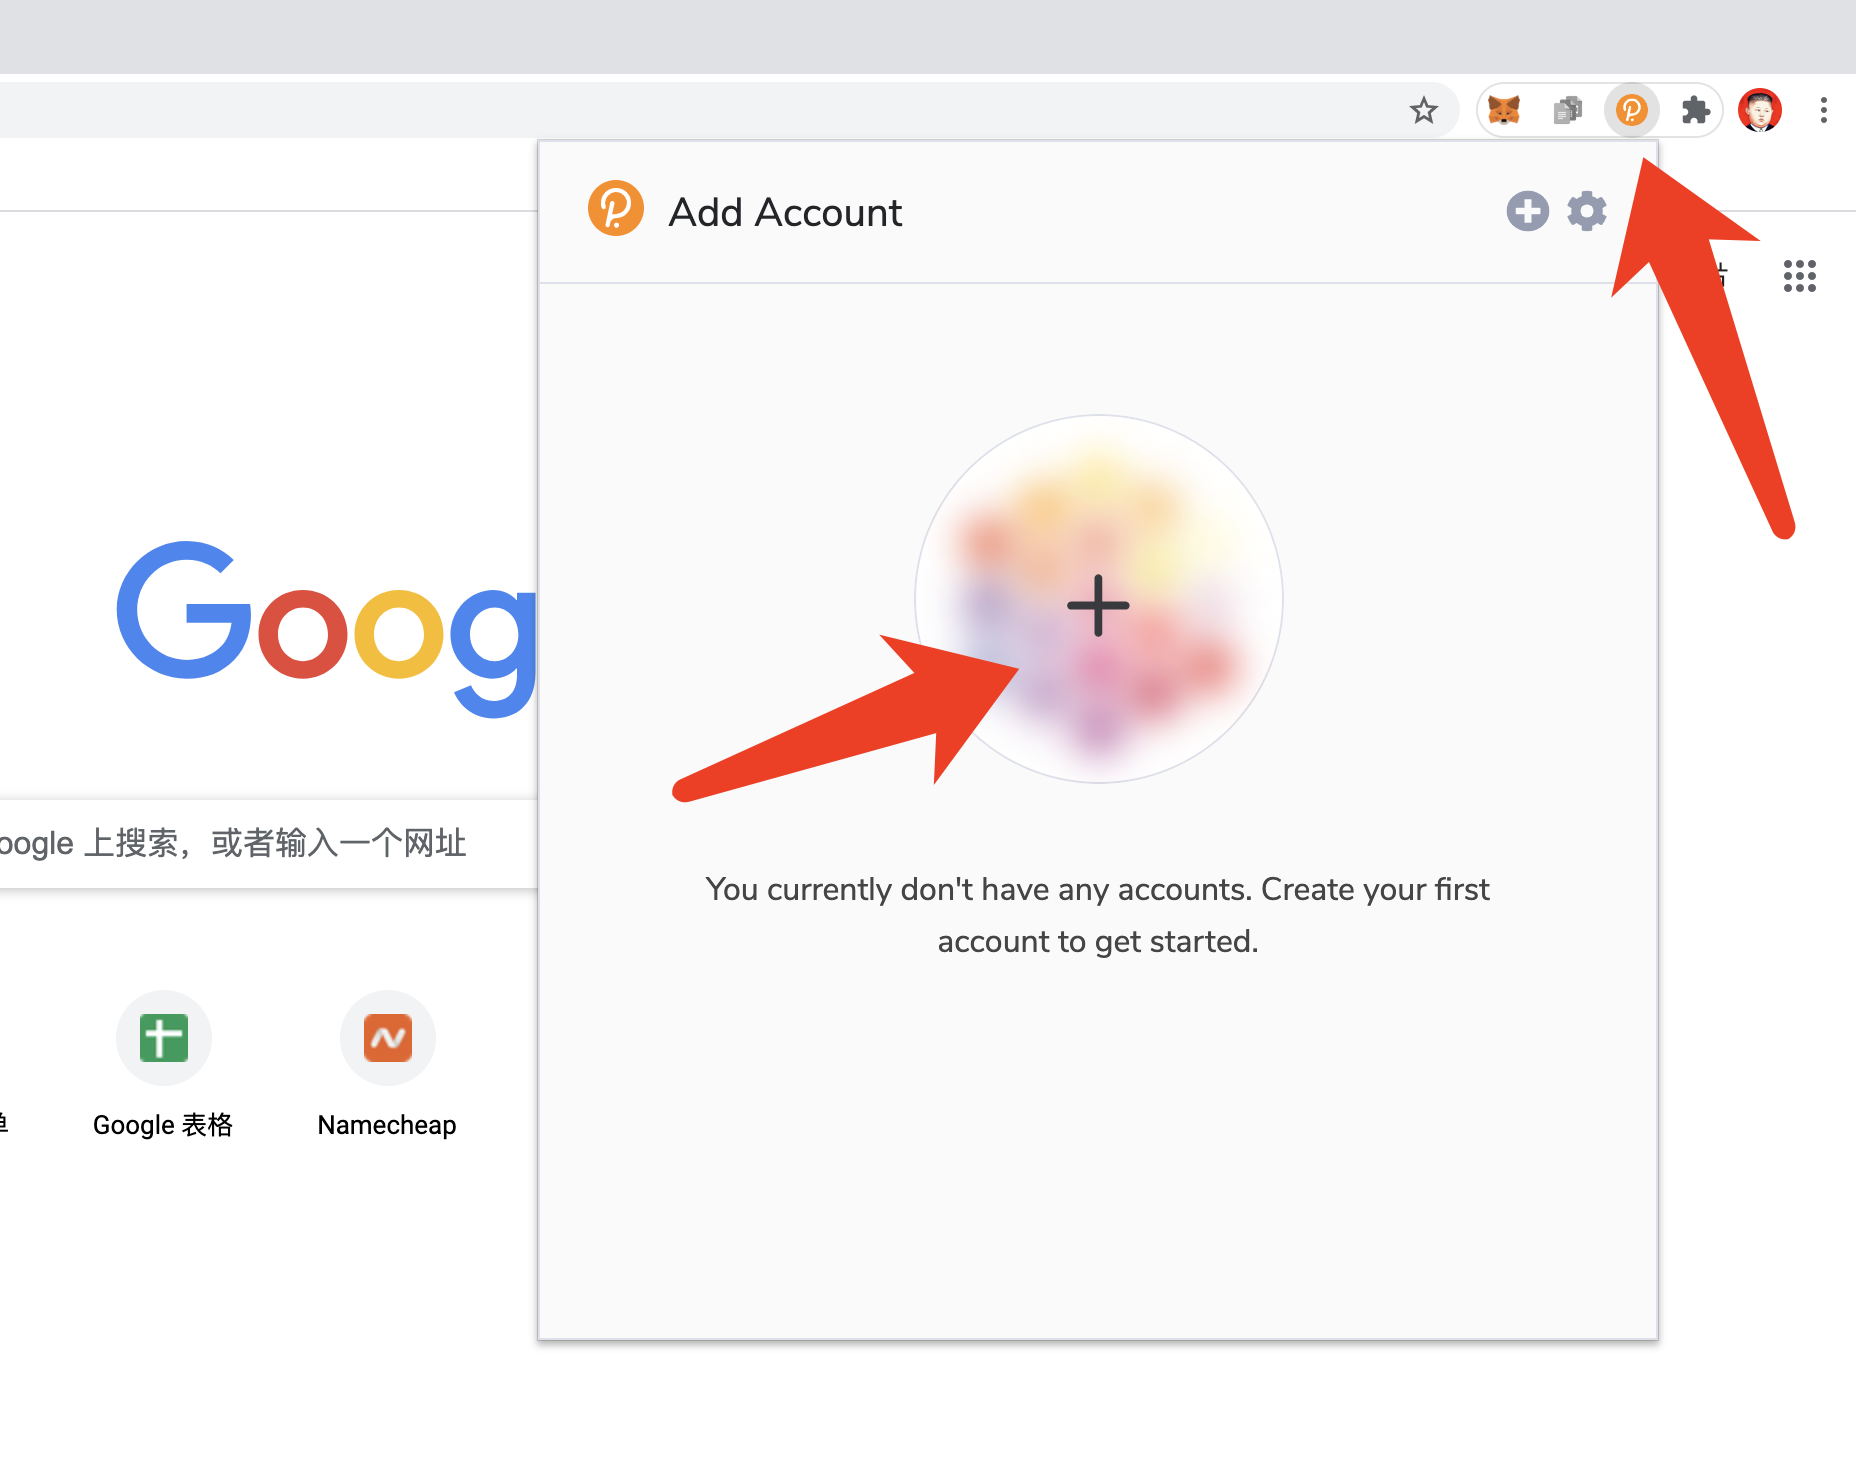 Add Account
Goog
oogle 上搜索，或者输入一个网址
You currently don't have any accounts. Create your first
account to get started.
Google 表格
Namecheap